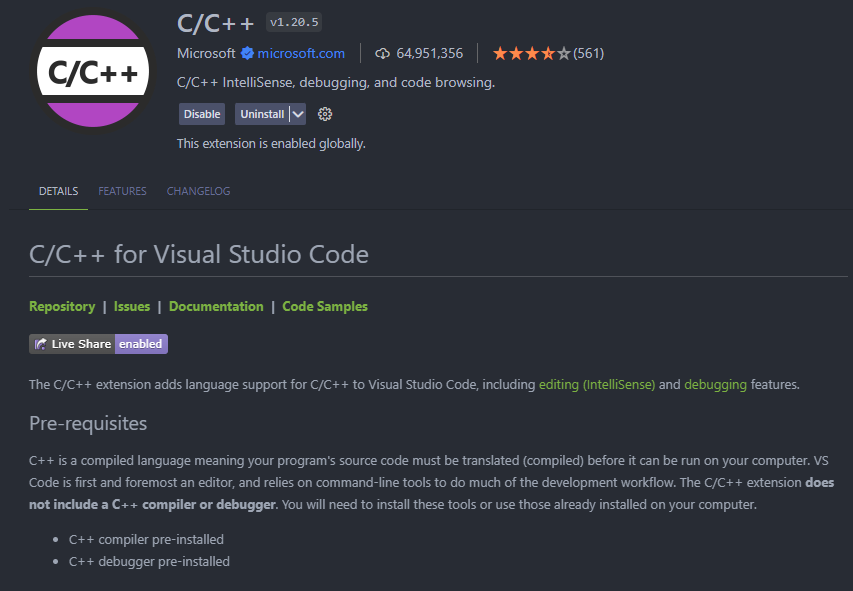 C/C++ v1.20.5
Microsoft microsoft.com 64,951,356 (561)
C/C++
C/C++ IntelliSense, debugging, and code browsing.
Disable Uninstall
This extension is enabled globally.
DETAILS FEATURES CHANGELOG
C/C++ for Visual Studio Code
Repository | Issues | Documentation | Code Samples
Live Share enabled
The C/C++ extension adds language support for C/C++ to Visual Studio Code, including editing (IntelliSense) and debugging features.
Pre-requisites
C++ is a compiled language meaning your program's source code must be translated (compiled) before it can be run on your computer. VS
Code is first and foremost an editor, and relies on command-line tools to do much of the development workflow. The C/C++ extension does
not include a C++ compiler or debugger. You will need to install these tools or use those already installed on your computer.
• C++ compiler pre-installed
• C++ debugger pre-installed